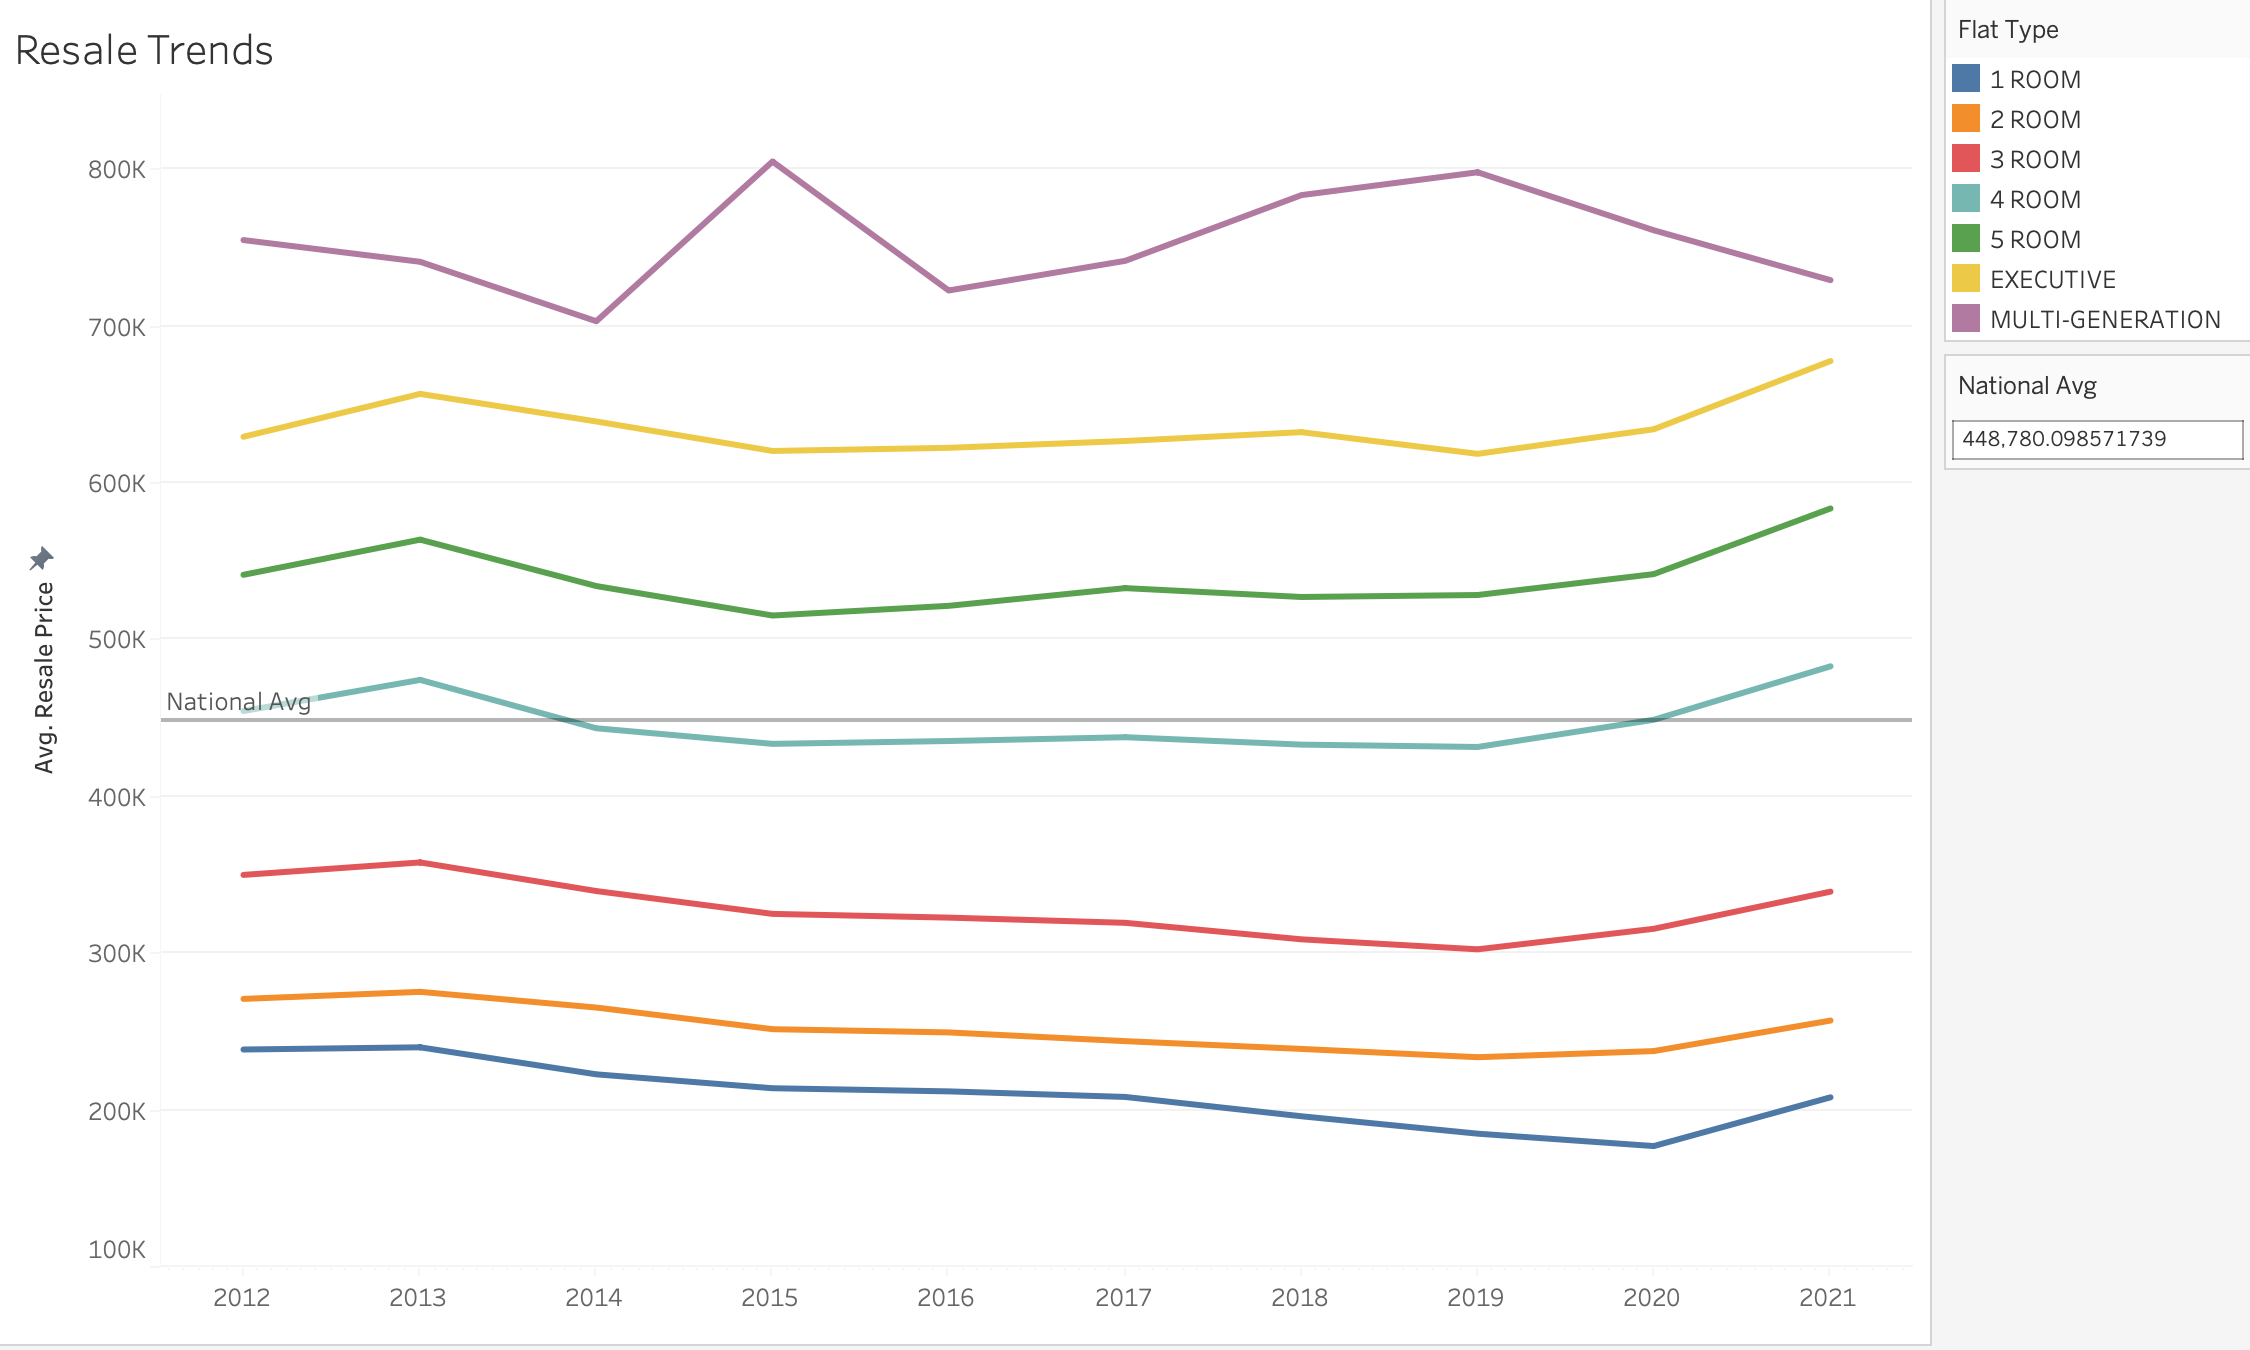 Resale Trends
Avg. Resale Price
800K
700K
600K
500K
400K
300K
200K
100K
National Avg
2012 2013 2014 2015 2016 2017 2018 2019 2020 2021
Flat Type
1 ROOM
2 ROOM
3 ROOM
4 ROOM
5 ROOM
EXECUTIVE
MULTI-GENERATION
National Avg
448,780.098571739